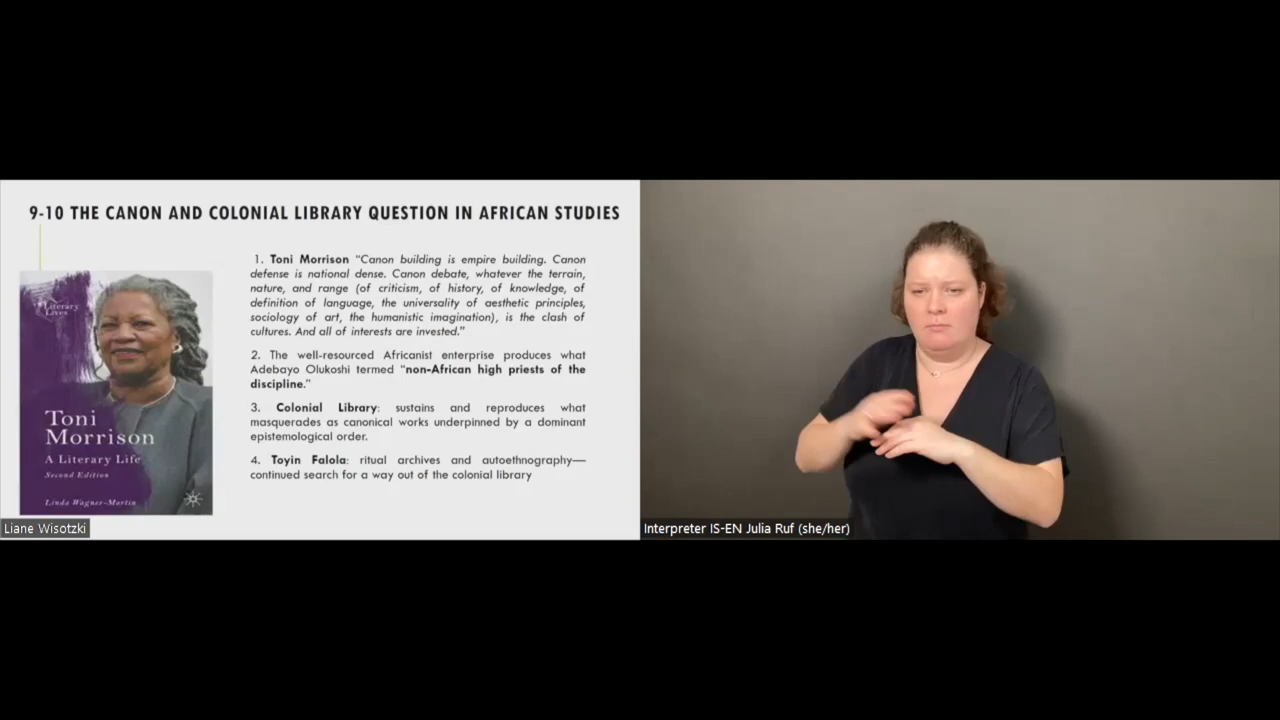 9-10 THE CANON AND COLONIAL LIBRARY QUESTION IN AFRICAN STUDIES
1. Toni Morrison “Canon building is empire building. Canon
defense is national dense. Canon debate, whatever the terrain,
nature, and range (of criticism, of history, of knowledge, of
definition of language, the universality of aesthetic principles,
sociology of art, the humanistic imagination), is the clash of
cultures. And all of interests are invested.”
2. The well-resourced Africanist enterprise produces what
Adebayo Olukoshi termed “non-African high priests of the
discipline.”
3. Colonial Library: sustains and reproduces what
masquerades as canonical works underpinned by a dominant
epistemological order.
4. Toyin Falola: ritual archives and autoethnography—
continued search for a way out of the colonial library
Literary
Lives
Toni
Morrison
A Literary Life
Second Edition
Linda Wagner-Martin
Liane Wisotzki
Interpreter IS-EN Julia Ruf (she/her)